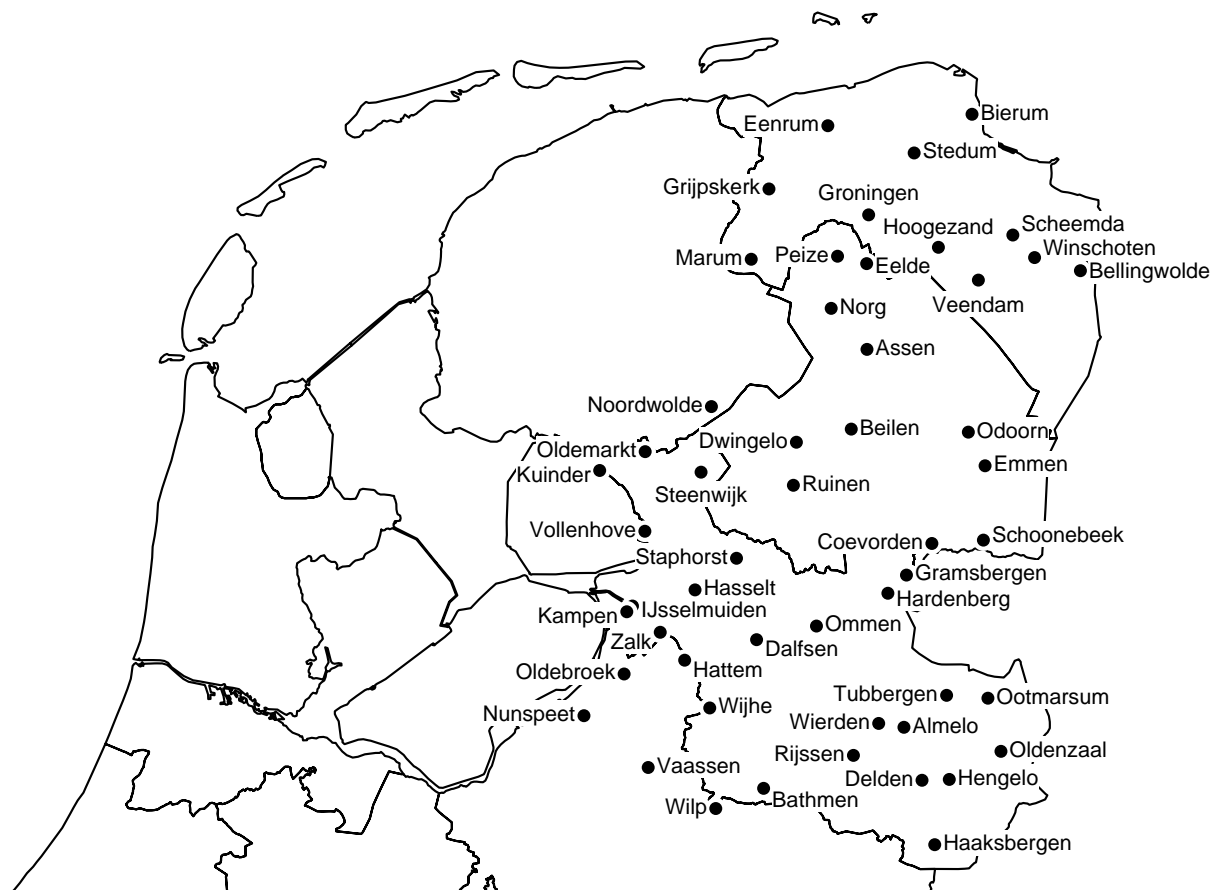 Bierum
Eenrum
Stedum
Grijpskerk
Groningen
Hoogezand
Scheemda
Winschoten
Marum
Peize
Eelde
Bellingwolde
Veendam
Norg
Assen
Noordwolde
Beilen
Odoorn
Dwingelo
Oldemarkt
Kuinder
Emmen
Steenwijk
Ruinen
Vollenhove
Coevorden
Schoonebeek
Staphorst
Gramsbergen
Hasselt
Hardenberg
IJsselmuiden
Kampen
Ommen
Zalk
Dalfsen
Hattem
Oldebroek
Tubbergen
Ootmarsum
Wijhe
Nunspeet
Wierden
Almelo
Oldenzaal
Rijssen
Vaassen
Delden
Hengelo
Bathmen
Wilp
Haaksbergen